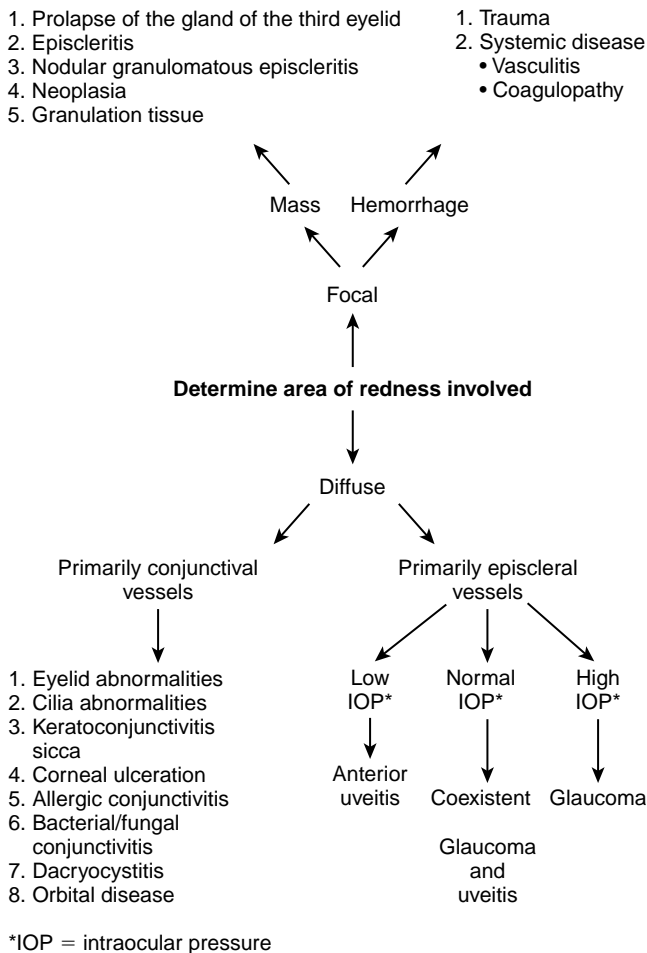 1. Prolapse of the gland of the third eyelid
2. Episcleritis
3. Nodular granulomatous episcleritis
4. Neoplasia
5. Granulation tissue
1. Trauma
2. Systemic disease
• Vasculitis
• Coagulopathy
Mass
Hemorrhage
Focal
Determine area of redness involved
Diffuse
Primarily conjunctival
vessels
Primarily episcleral
vessels
1. Eyelid abnormalities
2. Cilia abnormalities
3. Keratoconjunctivitis
sicca
4. Corneal ulceration
5. Allergic conjunctivitis
6. Bacterial/fungal
conjunctivitis
7. Dacryocystitis
8. Orbital disease
Low
IOP*
Normal
IOP*
High
IOP*
Anterior
uveitis
Coexistent
Glaucoma
and
uveitis
Glaucoma
*IOP = intraocular pressure